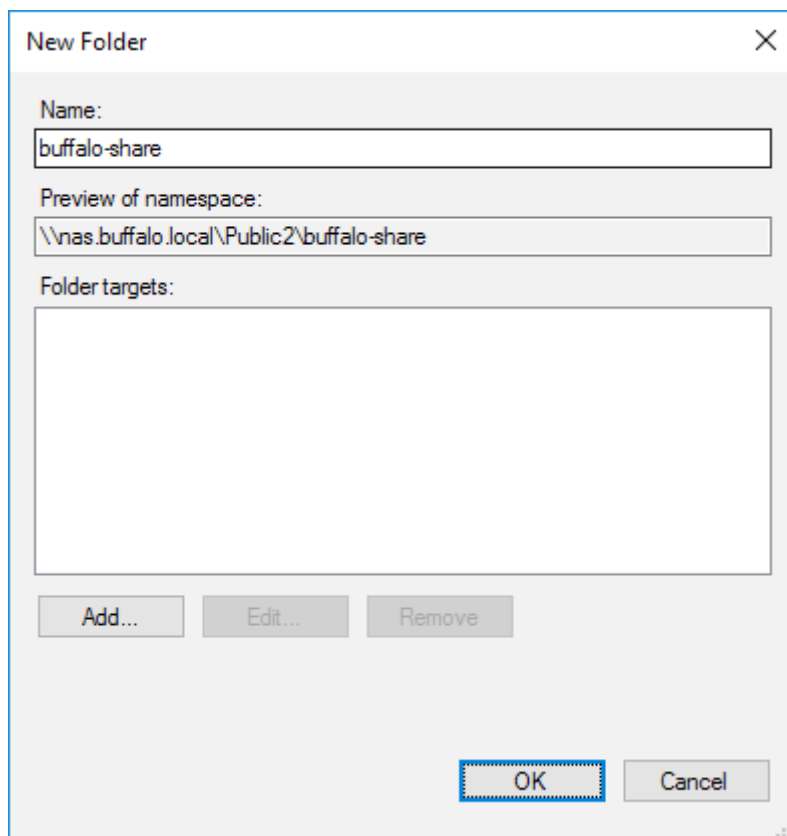 New Folder
Name:
buffalo-share
Preview of namespace:
\\nas.buffalo.local\Public2\buffalo-share
Folder targets:
Add...
Edit...
Remove
OK
Cancel